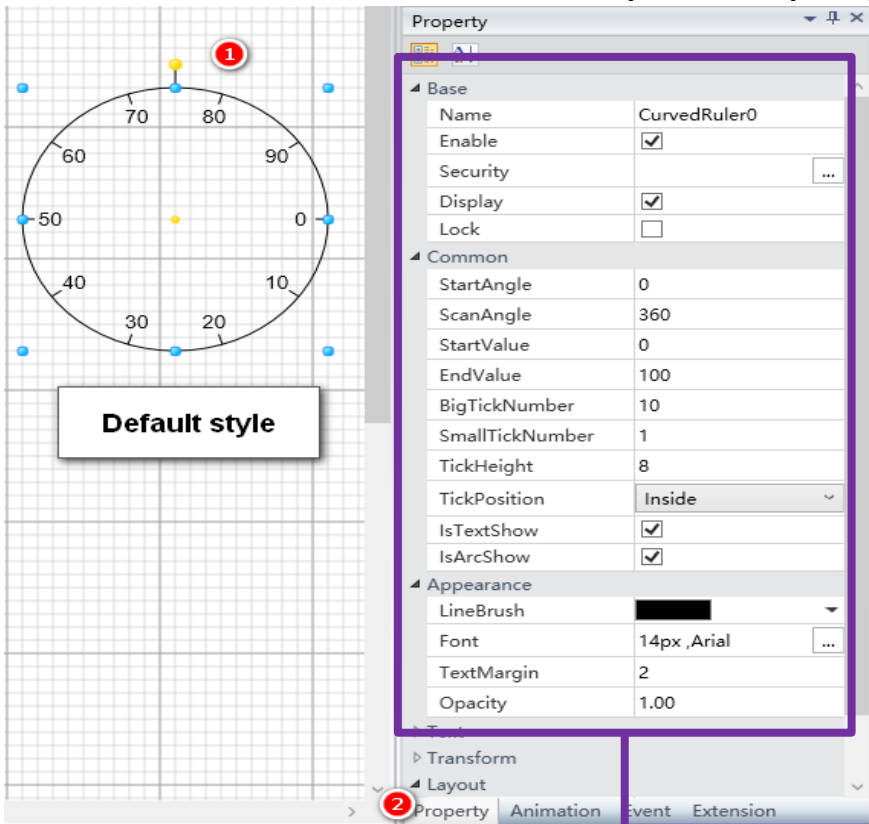 Property
1
70 80
60 90
50 0
40 10
30 20
Default style
Base
Name CurvedRuler0
Enable
Security ...
Display
Lock
Common
StartAngle 0
ScanAngle 360
StartValue 0
EndValue 100
BigTickNumber 10
SmallTickNumber 1
TickHeight 8
TickPosition Inside
IsTextShow
IsArcShow
Appearance
LineBrush
Font 14px ,Arial ...
TextMargin 2
Opacity 1.00
Transform
Layout
2
Property Animation Event Extension